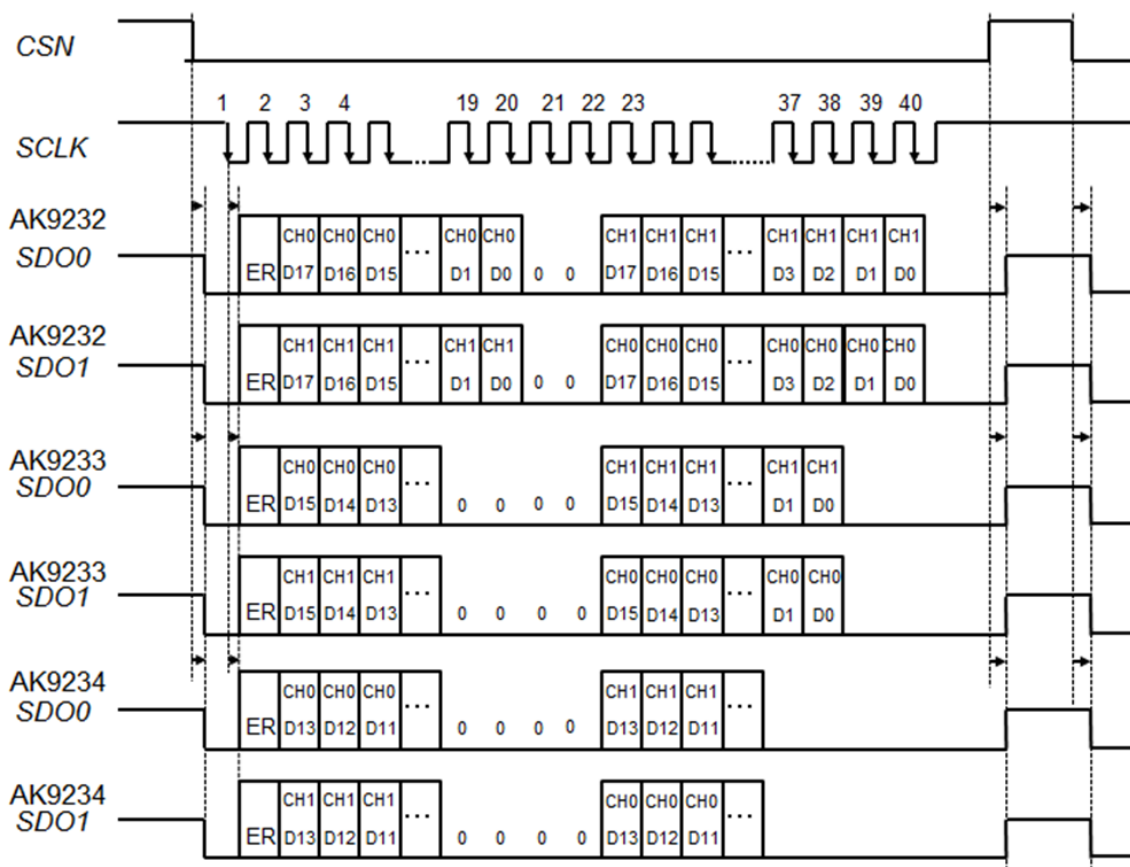 CSN
1 2 3 4 19 20 21 22 23 37 38 39 40
SCLK
AK9232
SDO0
CH0 CH0 CH0 ... CH0 CH0 CH1 CH1 CH1 ... CH1 CH1 CH1 CH1
ER D17 D16 D15 D1 D0 0 0 D17 D16 D15 D3 D2 D1 D0
AK9232
SDO1
CH1 CH1 CH1 ... CH1 CH1 CH0 CH0 CH0 ... CH0 CH0 CH0 CH0
ER D17 D16 D15 D1 D0 0 0 D17 D16 D15 D3 D2 D1 D0
AK9233
SDO0
CH0 CH0 CH0 ... CH1 CH1 CH1 ... CH1 CH1
ER D15 D14 D13 0 0 0 0 D15 D14 D13 D1 D0
AK9233
SDO1
CH1 CH1 CH1 ... CH0 CH0 CH0 ... CH0 CH0
ER D15 D14 D13 0 0 0 0 D15 D14 D13 D1 D0
AK9234
SDO0
CH0 CH0 CH0 ... CH1 CH1 CH1 ...
ER D13 D12 D11 0 0 0 0 D13 D12 D11
AK9234
SDO1
CH1 CH1 CH1 ... CH0 CH0 CH0 ...
ER D13 D12 D11 0 0 0 0 D13 D12 D11